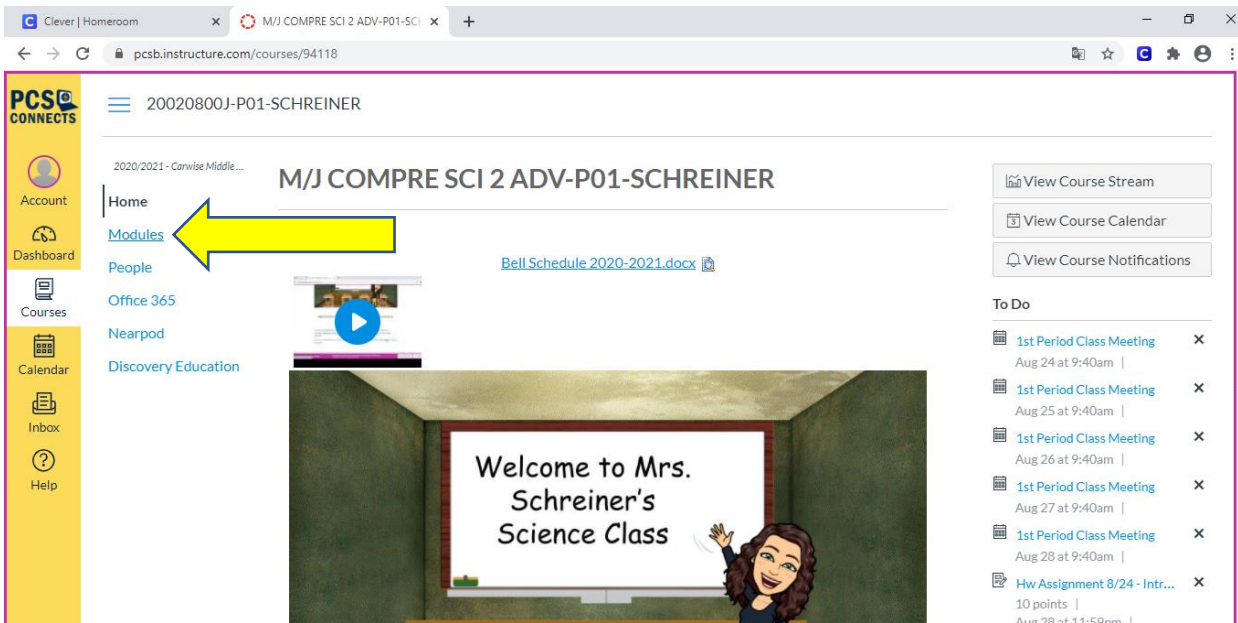 Clever | Homeroom
M/J COMPRE SCI 2 ADV-P01-SC
pcsb.instructure.com/courses/94118
PCS
CONNECTS
20020800J-P01-SCHREINER
Account
Dashboard
Courses
Calendar
Inbox
Help
2020/2021 - Carwise Middle ...
Home
Modules
People
Office 365
Nearpod
Discovery Education
M/J COMPRE SCI 2 ADV-P01-SCHREINER
Bell Schedule 2020-2021.docx
Welcome to Mrs.
Schreiner's
Science Class
View Course Stream
View Course Calendar
View Course Notifications
To Do
1st Period Class Meeting
Aug 24 at 9:40am |
1st Period Class Meeting
Aug 25 at 9:40am |
1st Period Class Meeting
Aug 26 at 9:40am |
1st Period Class Meeting
Aug 27 at 9:40am |
1st Period Class Meeting
Aug 28 at 9:40am |
Hw Assignment 8/24 - Intr...
10 points |
Aug 28 at 11:59pm |